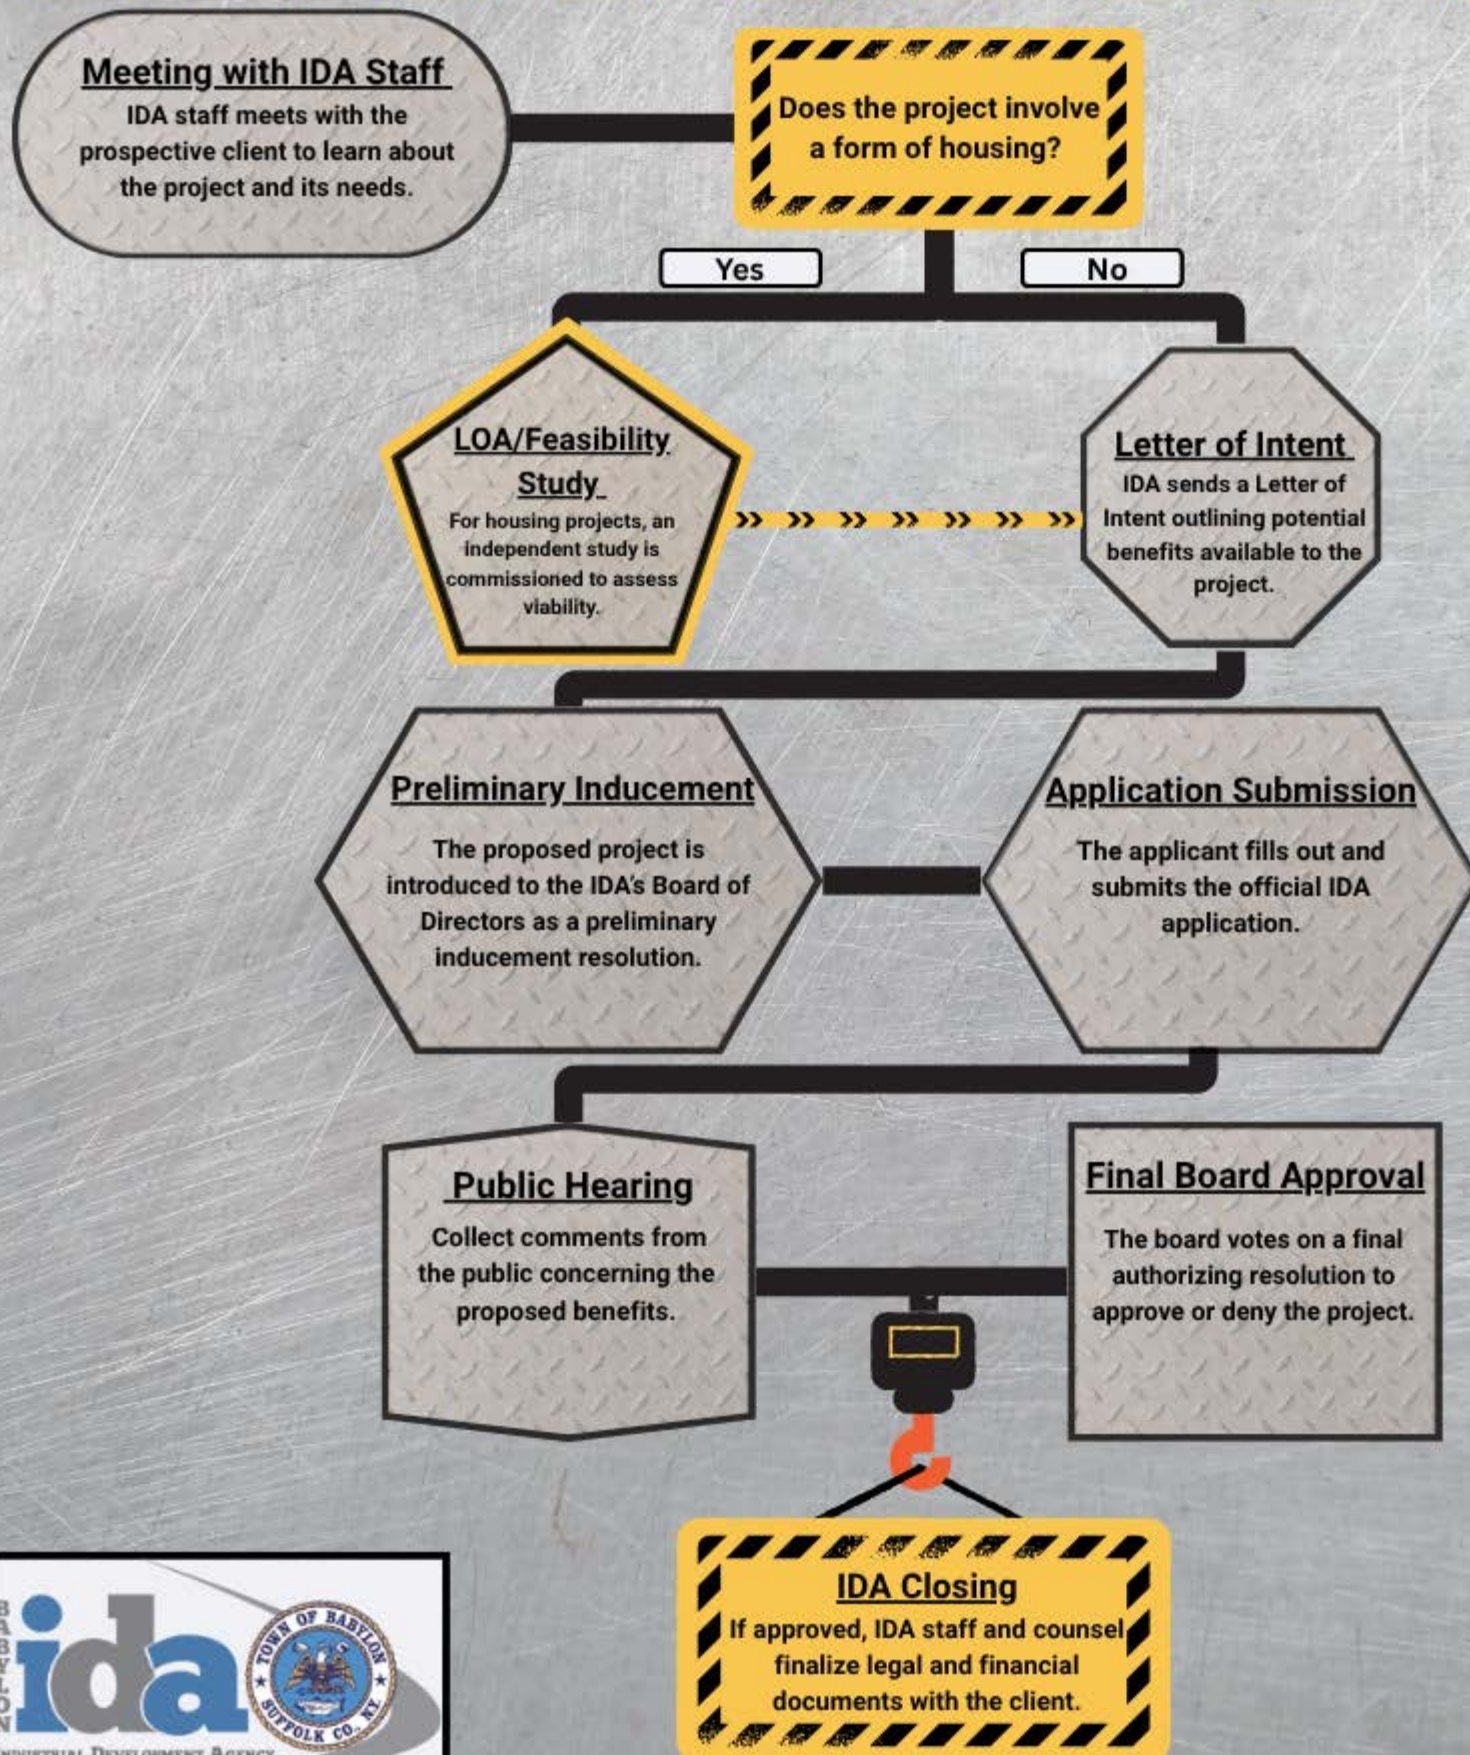 Meeting with IDA Staff
IDA staff meets with the
prospective client to learn about
the project and its needs.
Does the project involve
a form of housing?
Yes
No
LOA/Feasibility
Study
For housing projects, an
independent study is
commissioned to assess
viability.
Letter of Intent
IDA sends a Letter of
Intent outlining potential
benefits available to the
project.
Preliminary Inducement
The proposed project is
introduced to the IDA's Board of
Directors as a preliminary
inducement resolution.
Application Submission
The applicant fills out and
submits the official IDA
application.
Public Hearing
Collect comments from
the public concerning the
proposed benefits.
Final Board Approval
The board votes on a final
authorizing resolution to
approve or deny the project.
IDA Closing
If approved, IDA staff and counsel
finalize legal and financial
documents with the client.
BABYLON
ida
TOWN OF BABYLON
SUFFOLK CO., N.Y.
INDUSTRIAL DEVELOPMENT AGENCY